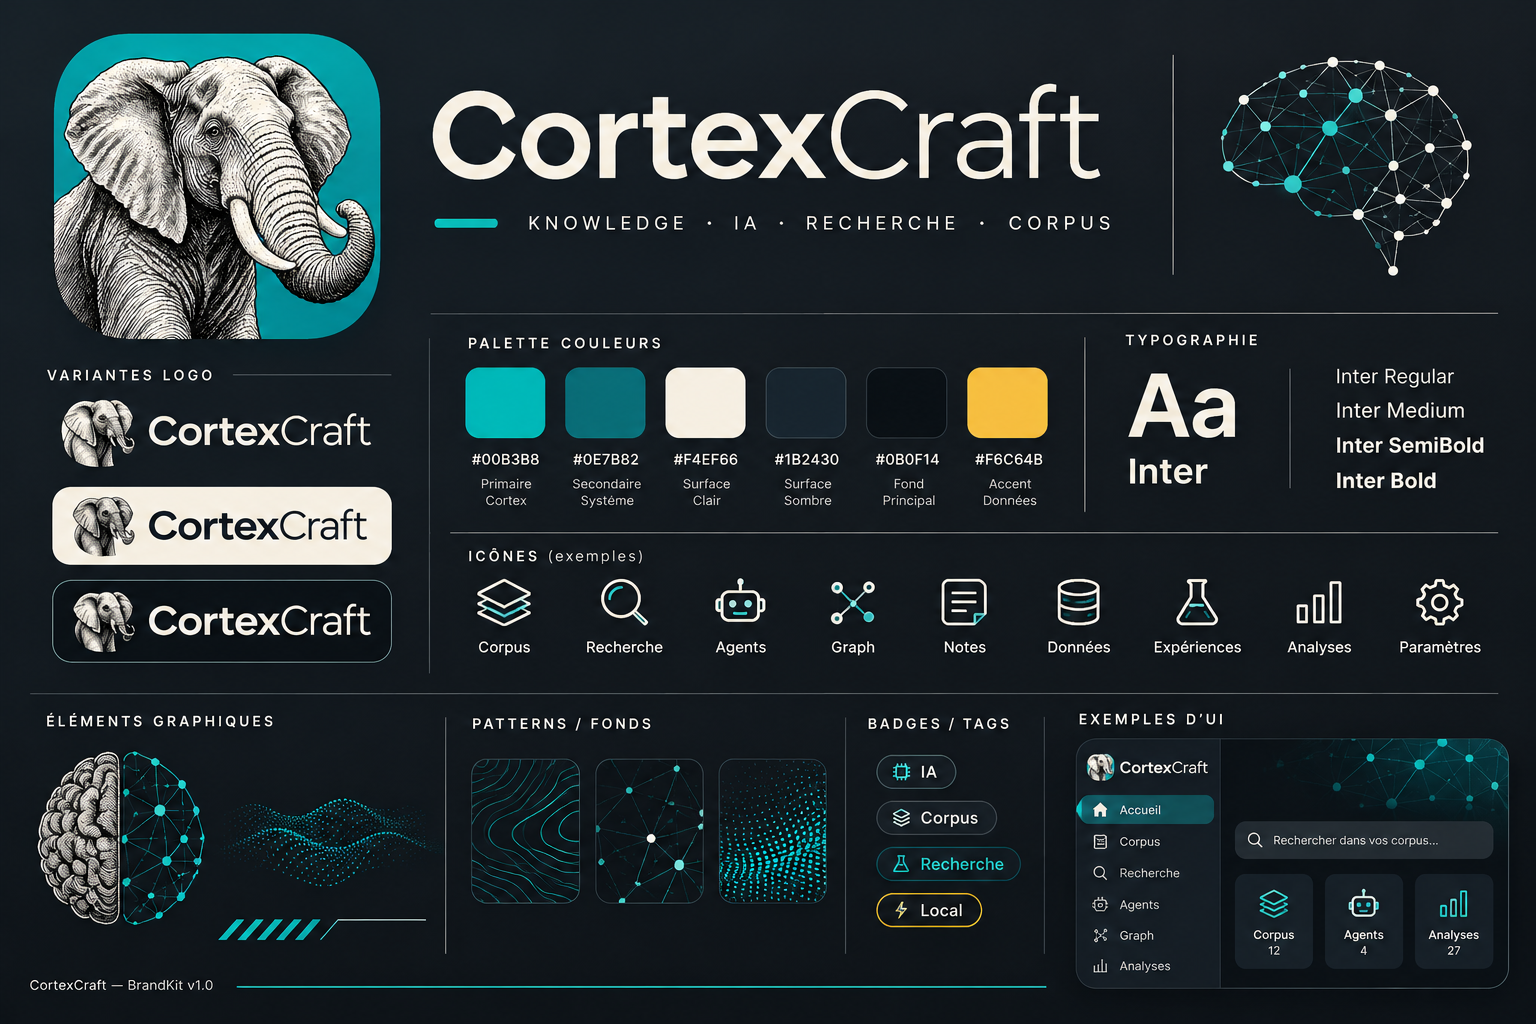 CortexCraft
KNOWLEDGE · IA · RECHERCHE · CORPUS
VARIANTES LOGO
CortexCraft
CortexCraft
CortexCraft
PALETTE COULEURS
#00B3B8
Primaire
Cortex
#0E7B82
Secondaire
Systéme
#F4EF66
Surface
Clair
#1B2430
Surface
Sombre
#0B0F14
Fond
Principal
#F6C64B
Accent
Données
TYPOGRAPHIE
Aa
Inter
Inter Regular
Inter Medium
Inter SemiBold
Inter Bold
ICÔNES (exemples)
Corpus
Recherche
Agents
Graph
Notes
Données
Expériences
Analyses
Paramètres
ÉLÉMENTS GRAPHIQUES
PATTERNS / FONDS
BADGES / TAGS
IA
Corpus
Recherche
Local
EXEMPLES D'UI
CortexCraft
Accueil
Corpus
Recherche
Agents
Graph
Analyses
Rechercher dans vos corpus...
Corpus
12
Agents
4
Analyses
27
CortexCraft — BrandKit v1.0